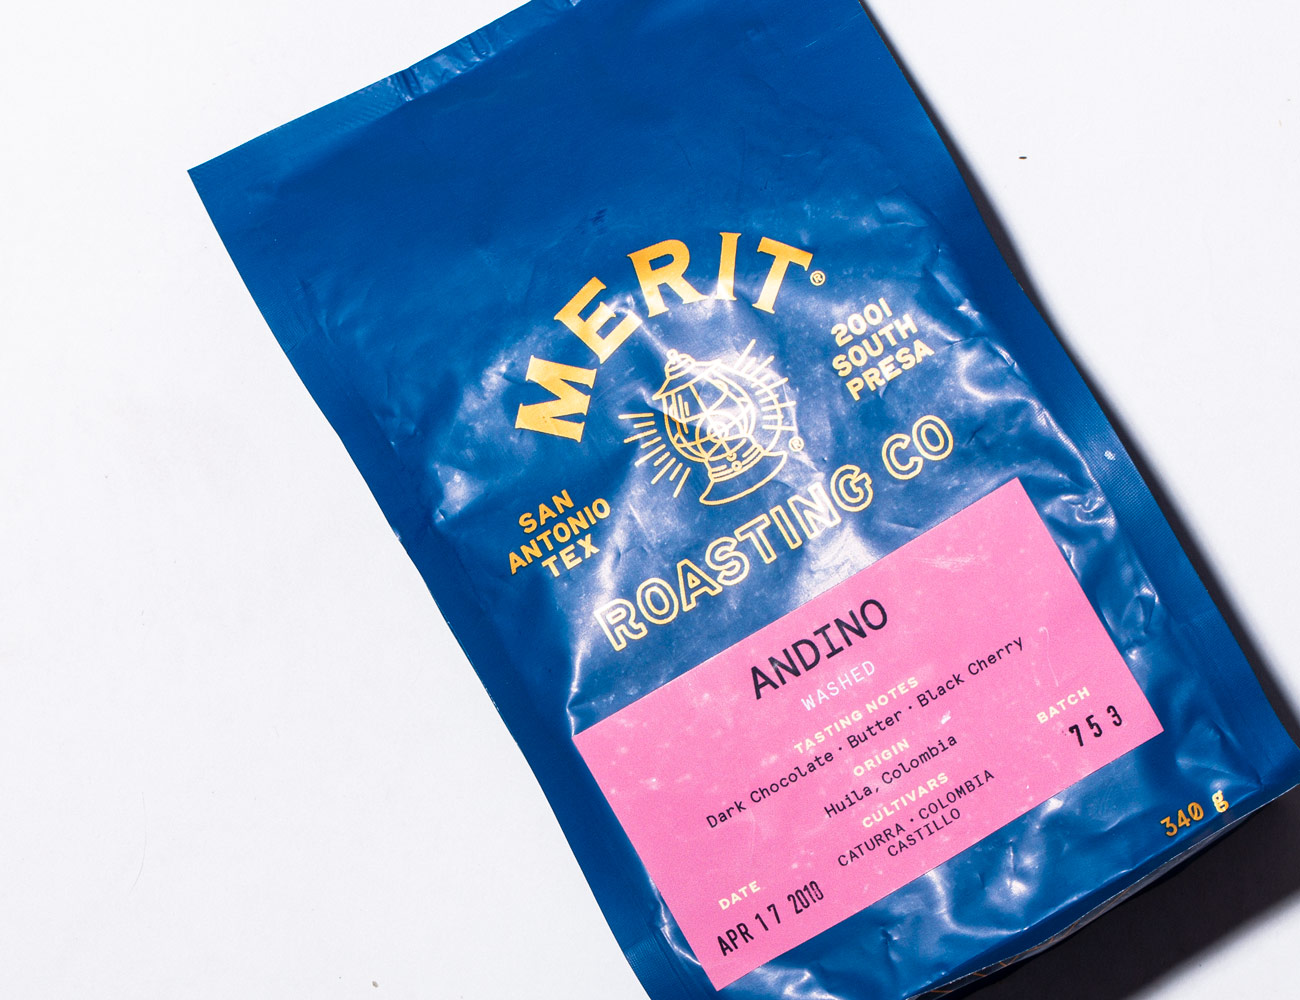 MERIT®
2001
SOUTH
PRESA
®
SAN
ANTONIO
TEX
ROASTING CO
ANDINO
WASHED
TASTING NOTES
Dark Chocolate · Butter · Black Cherry
ORIGIN
Huila, Colombia
CULTIVARS
CATURRA · COLOMBIA
CASTILLO
BATCH
753
DATE
APR 17 2018
340 g